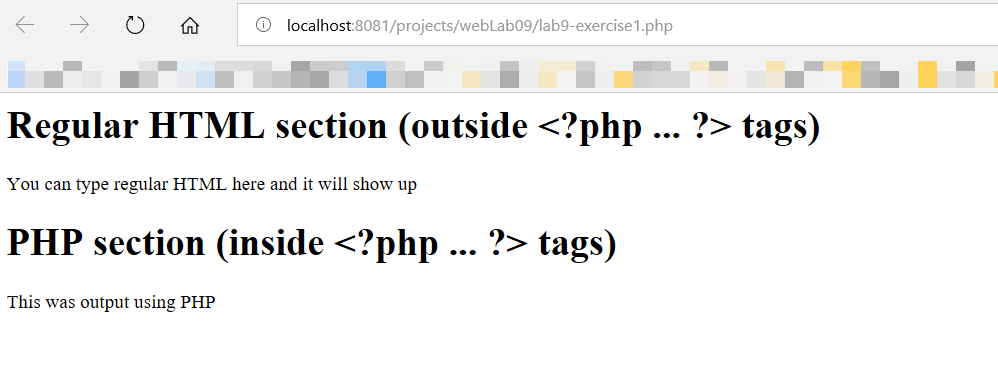 localhost:8081/projects/webLab09/lab9-exercise1.php
Regular HTML section (outside <?php ... ?> tags)
You can type regular HTML here and it will show up
PHP section (inside <?php ... ?> tags)
This was output using PHP